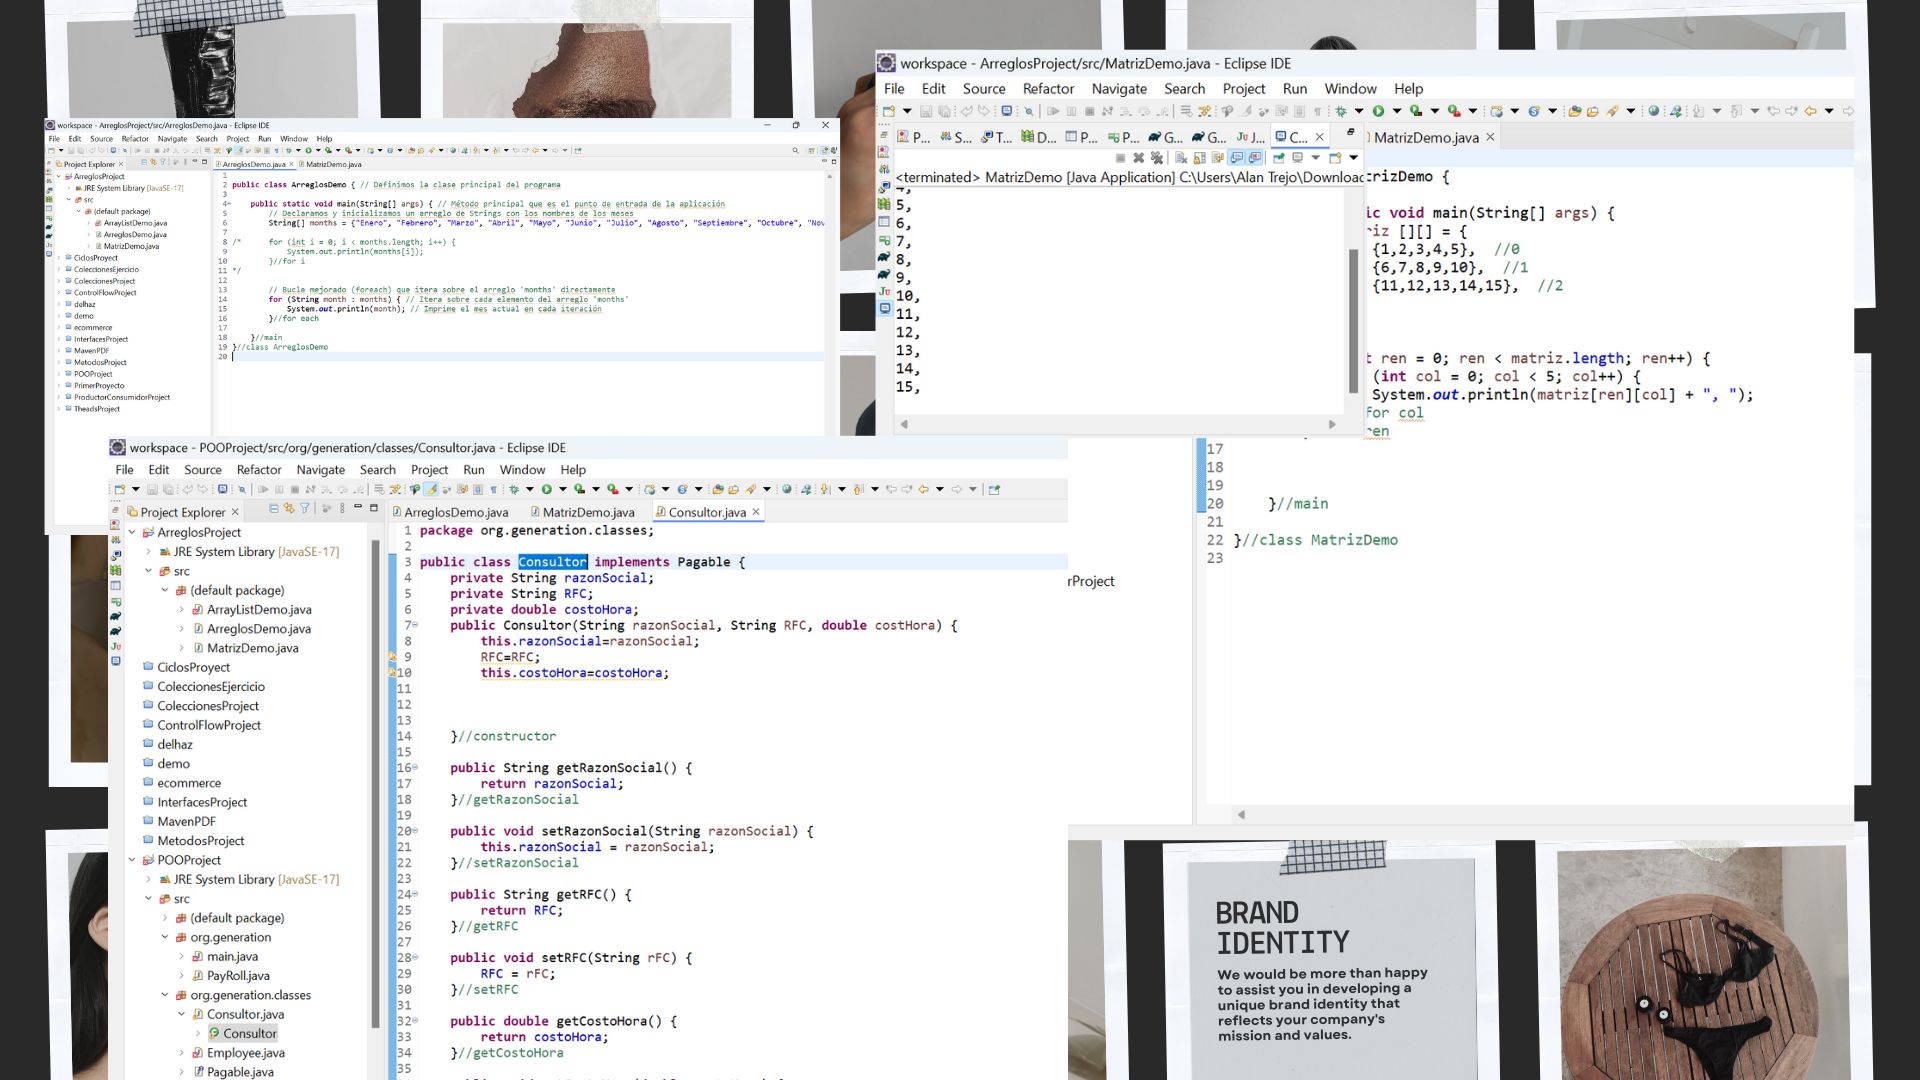 workspace - ArreglosProject/src/ArreglosDemo.java - Eclipse IDE
File Edit Source Refactor Navigate Search Project Run Window Help
Project Explorer
ArreglosProject
JRE System Library [JavaSE-17]
src
(default package)
ArrayListDemo.java
ArreglosDemo.java
MatrizDemo.java
CiclosProyect
ColeccionesEjercicio
ColeccionesProject
ControlFlowProject
delhaz
demo
ecommerce
InterfacesProject
MavenPDF
MetodosProject
POOProject
PrimerProyecto
ProductorConsumidorProject
TheadsProject
ArreglosDemo.java MatrizDemo.java
1
2 public class ArreglosDemo { // Definimos la clase principal del programa
3
4 public static void main(String[] args) { // Método principal que es el punto de entrada de la aplicación
5 // Declaramos y inicializamos un arreglo de Strings con los nombres de los meses
6 String[] months = {"Enero", "Febrero", "Marzo", "Abril", "Mayo", "Junio", "Julio", "Agosto", "Septiembre", "Octubre", "Nov
7
8 /* for (int i = 0; i < months.length; i++) {
9 System.out.println(months[i]);
10 }//for i
11 */
12
13 // Bucle mejorado (foreach) que itera sobre el arreglo 'months' directamente
14 for (String month : months) { // Itera sobre cada elemento del arreglo 'months'
15 System.out.println(month); // Imprime el mes actual en cada iteración
16 }//for each
17
18 }//main
19 }//class ArreglosDemo
20
workspace - ArreglosProject/src/MatrizDemo.java - Eclipse IDE
File Edit Source Refactor Navigate Search Project Run Window Help
P... S... T... D... P... P... G... G... J... C...
MatrizDemo.java
<terminated> MatrizDemo [Java Application] C:\Users\Alan Trejo\Downloac
5,
6,
7,
8,
9,
10,
11,
12,
13,
14,
15,
trizDemo {
ic void main(String[] args) {
riz [][] = {
{1,2,3,4,5}, //0
{6,7,8,9,10}, //1
{11,12,13,14,15}, //2
t ren = 0; ren < matriz.length; ren++) {
(int col = 0; col < 5; col++) {
System.out.println(matriz[ren][col] + ", ");
for col
ren
17
18
19
20 }//main
21
22 }//class MatrizDemo
23
rProject
workspace - POOProject/src/org/generation/classes/Consultor.java - Eclipse IDE
File Edit Source Refactor Navigate Search Project Run Window Help
Project Explorer
ArreglosProject
JRE System Library [JavaSE-17]
src
(default package)
ArrayListDemo.java
ArreglosDemo.java
MatrizDemo.java
CiclosProyect
ColeccionesEjercicio
ColeccionesProject
ControlFlowProject
delhaz
demo
ecommerce
InterfacesProject
MavenPDF
MetodosProject
POOProject
JRE System Library [JavaSE-17]
src
(default package)
org.generation
main.java
PayRoll.java
org.generation.classes
Consultor.java
Consultor
Employee.java
Pagable.java
ArreglosDemo.java MatrizDemo.java Consultor.java
1 package org.generation.classes;
2
3 public class Consultor implements Pagable {
4 private String razonSocial;
5 private String RFC;
6 private double costoHora;
7 public Consultor(String razonSocial, String RFC, double costHora) {
8 this.razonSocial=razonSocial;
9 RFC=RFC;
10 this.costoHora=costoHora;
11
12
13
14 }//constructor
15
16 public String getRazonSocial() {
17 return razonSocial;
18 }//getRazonSocial
19
20 public void setRazonSocial(String razonSocial) {
21 this.razonSocial = razonSocial;
22 }//setRazonSocial
23
24 public String getRFC() {
25 return RFC;
26 }//getRFC
27
28 public void setRFC(String rFC) {
29 RFC = rFC;
30 }//setRFC
31
32 public double getCostoHora() {
33 return costoHora;
34 }//getCostoHora
35
BRAND
IDENTITY
We would be more than happy
to assist you in developing a
unique brand identity that
reflects your company's
mission and values.